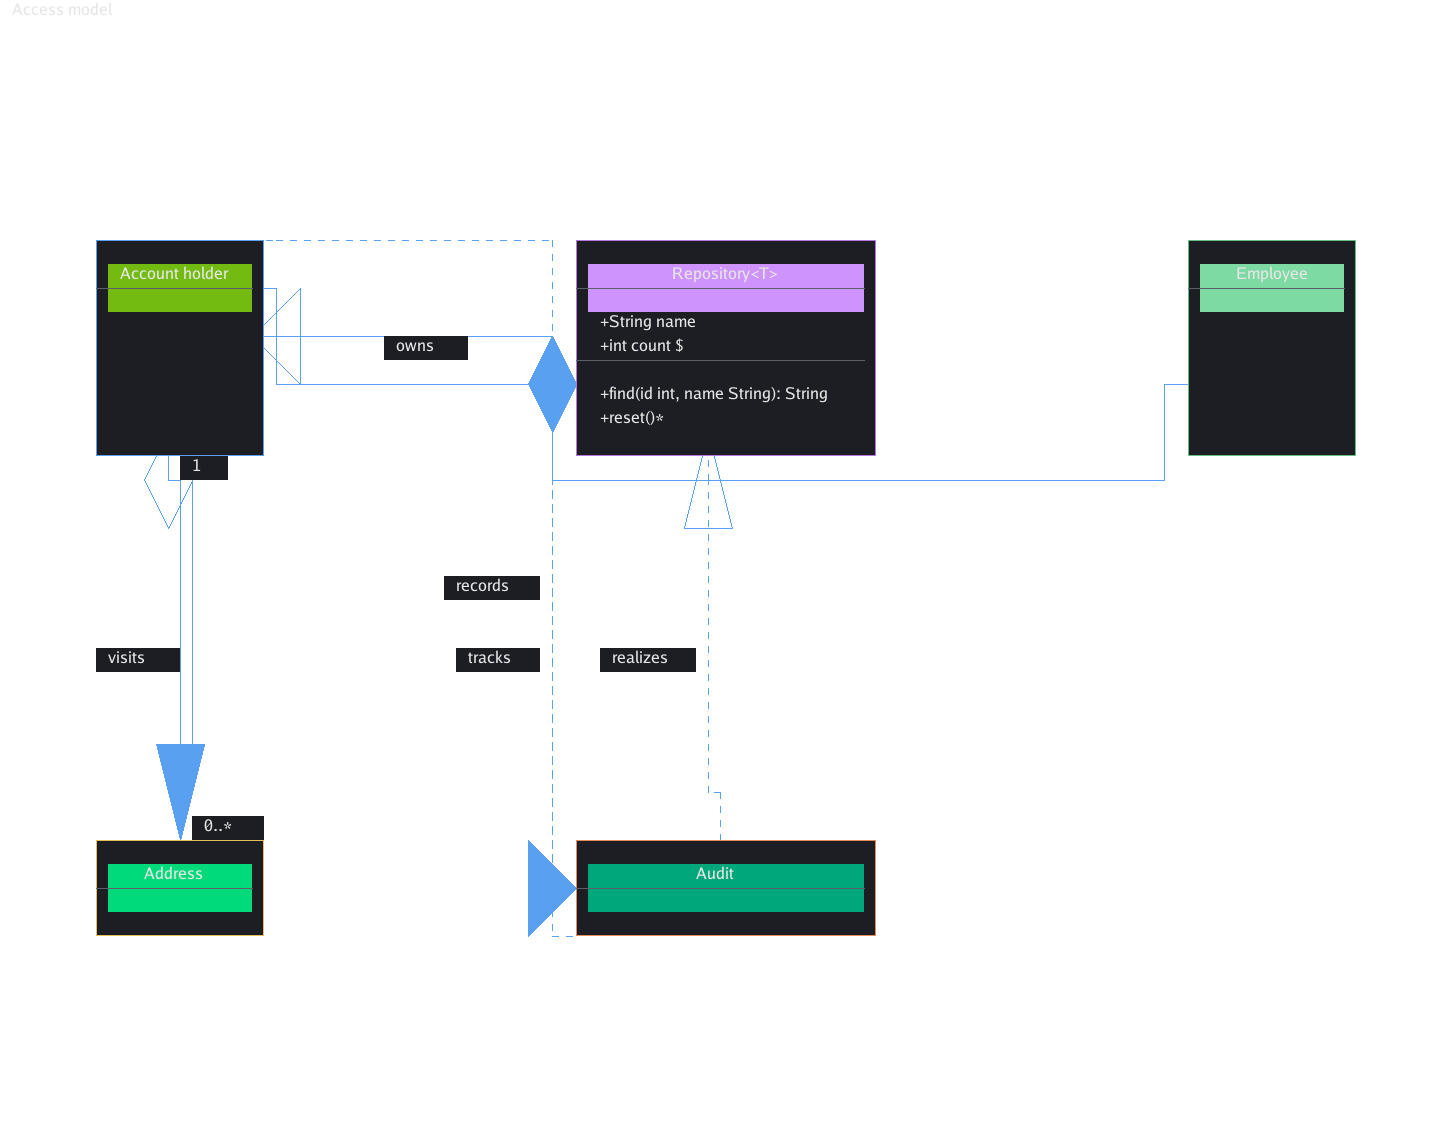 Access model
Account holder
Repository<T>
Employee
+String name
+int count $
owns
+find(id int, name String): String
+reset()*
1
records
visits
tracks
realizes
0..*
Address
Audit